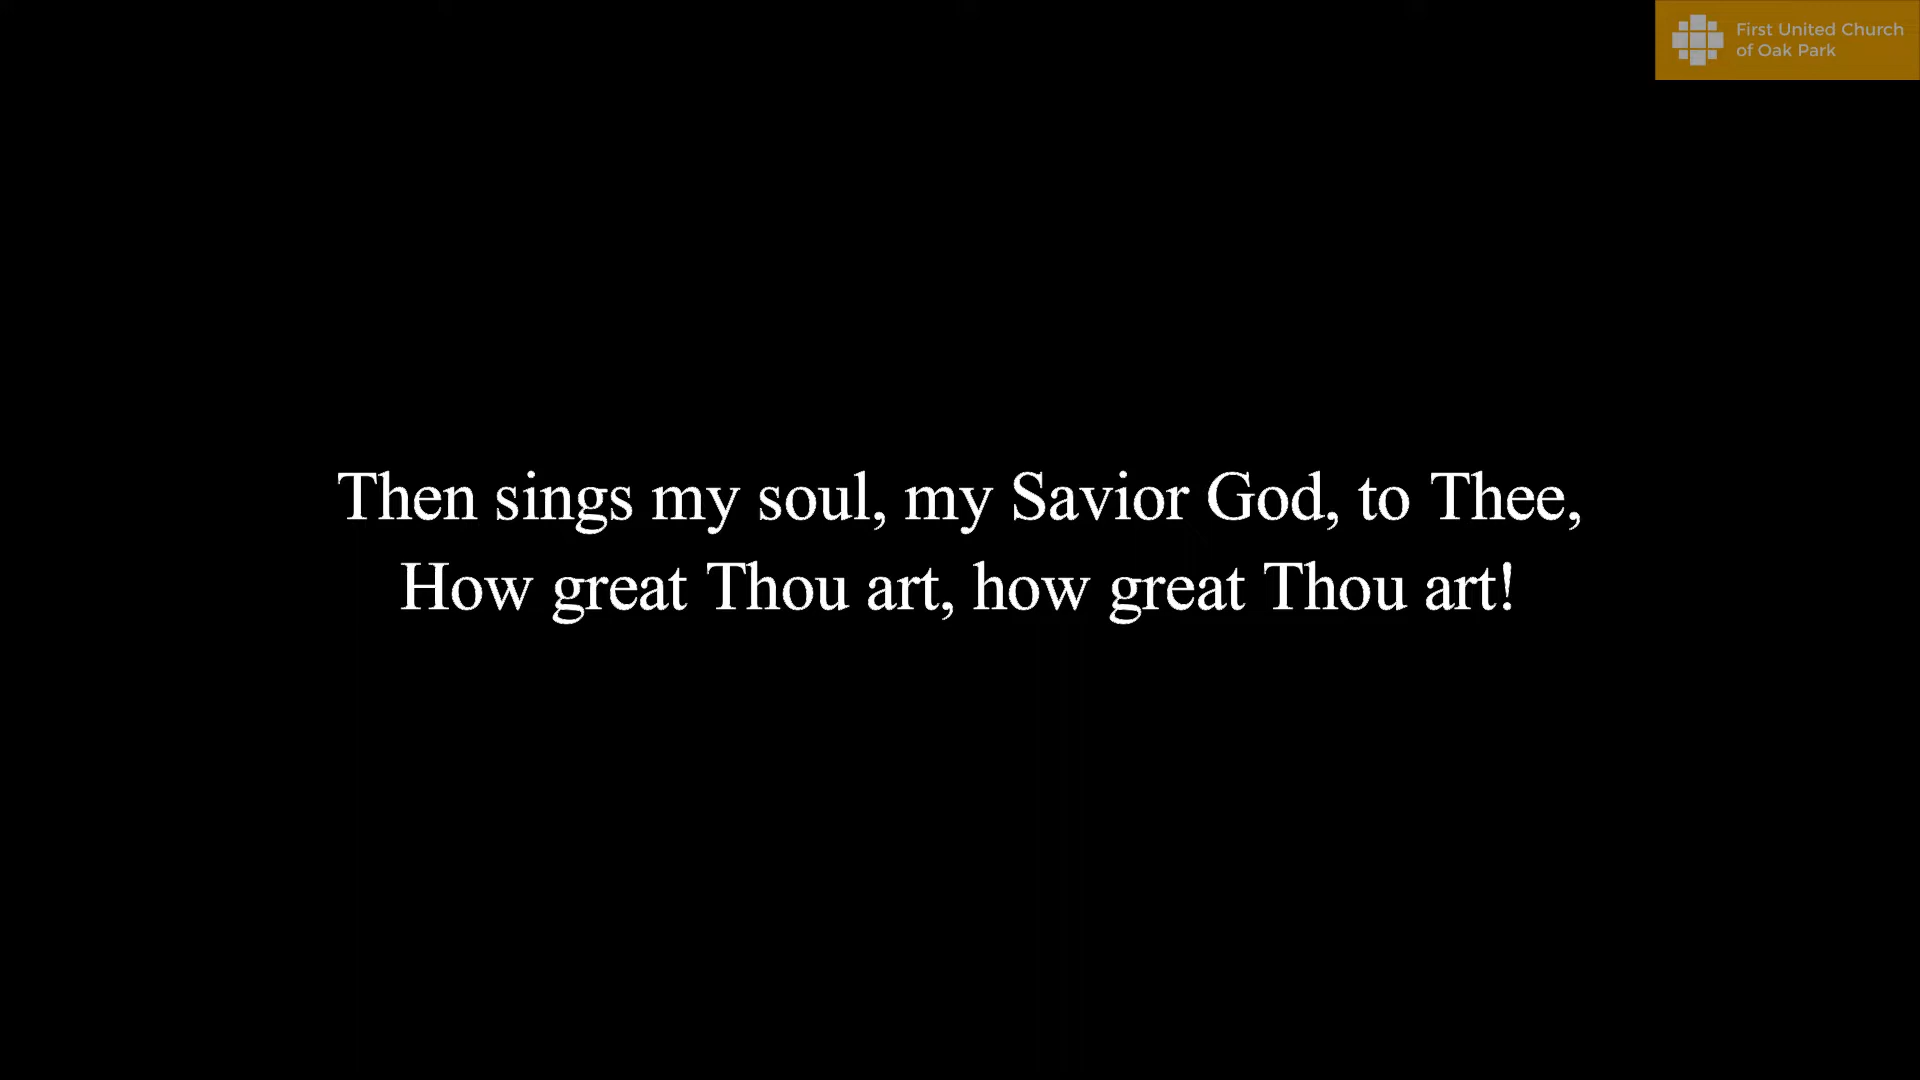 First United Church
of Oak Park
Then sings my soul, my Savior God, to Thee,
How great Thou art, how great Thou art!